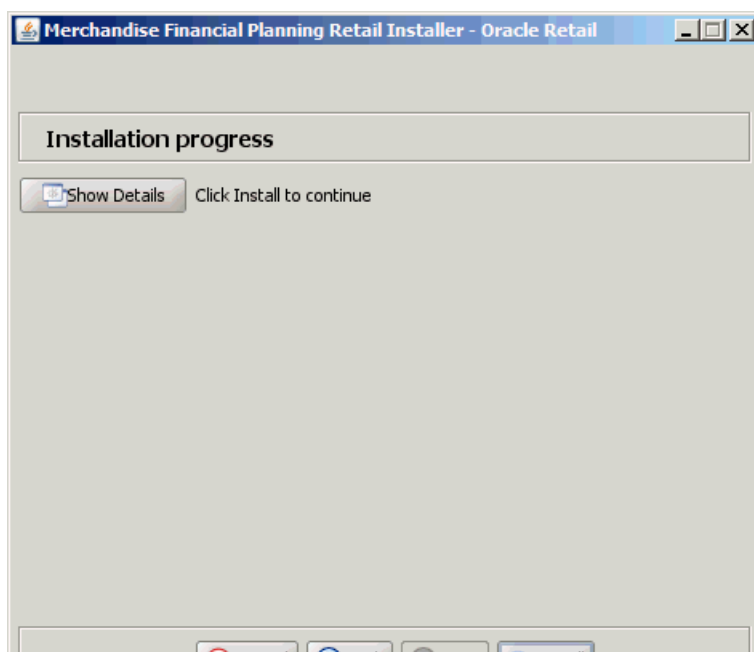 Merchandise Financial Planning Retail Installer - Oracle Retail
Installation progress
Show Details Click Install to continue